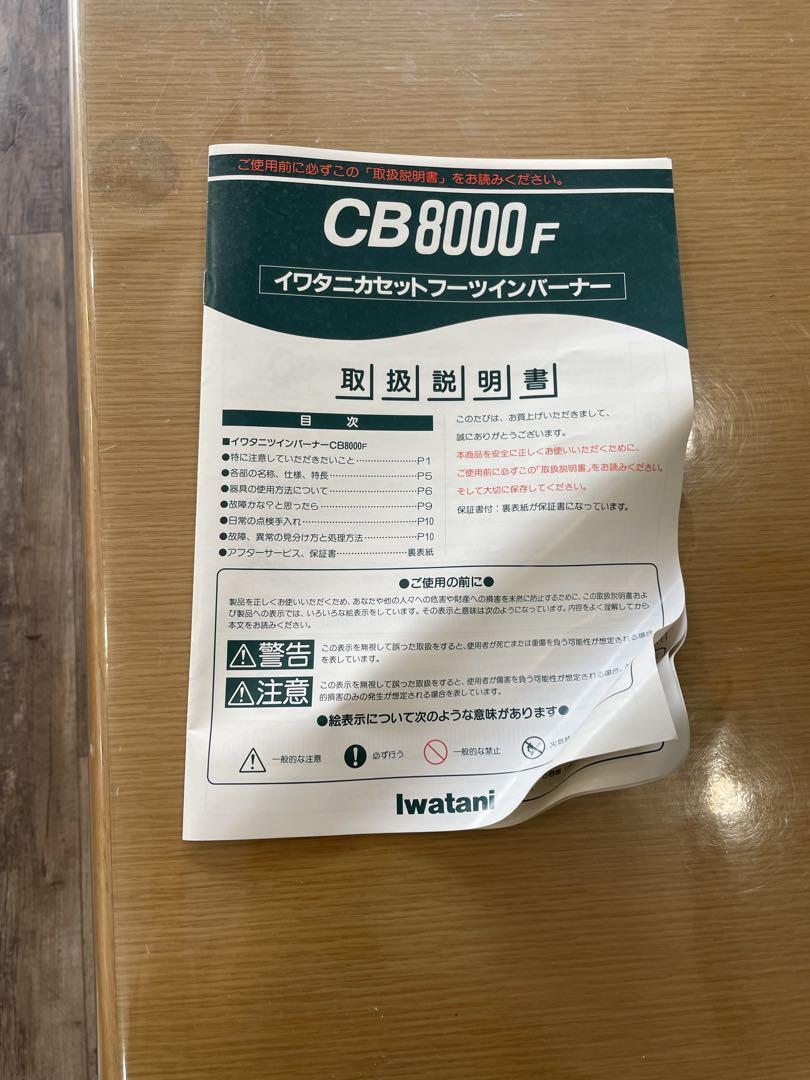 ご使用前に必ずこの「取扱説明書」をお読みください。
CB8000F
イワタニカセットフーツインバーナー
取扱説明書
目 次
■イワタニツインバーナーCB8000F
●特に注意していただきたいこと…………P1
●各部の名称、仕様、特長…………………P5
●器具の使用方法について…………………P6
●故障かな?と思ったら……………………P9
●日常の点検手入れ…………………………P10
●故障、異常の見分け方と処理方法………P10
●アフターサービス、保証書………………裏表紙
このたびは、お買上げいただきまして、
誠にありがとうございます。
本商品を安全に正しくお使いいただくために、
ご使用前に必ずこの「取扱説明書」をお読みください。
そして大切に保存してください。
保証書付:裏表紙が保証書になっています。
●ご使用の前に●
製品を正しくお使いいただくため、あなたや他の人々への危害や財産への損害を未然に防止するために、この取扱説明書およ
び製品への表示では、いろいろな絵表示をしています。その表示と意味は次のようになっています。内容をよく理解してから
本文をお読みください。
警告
この表示を無視して誤った取扱をすると、使用者が死亡または重傷を負う可能性が想定される場合
を表しています。
注意
この表示を無視して誤った取扱をすると、使用者が傷害を負う可能性が想定される場合
的損害のみの発生が想定される場合を表しています。
●絵表示について次のような意味があります●
一般的な注意
必ず行う
一般的な禁止
火気
Iwatani